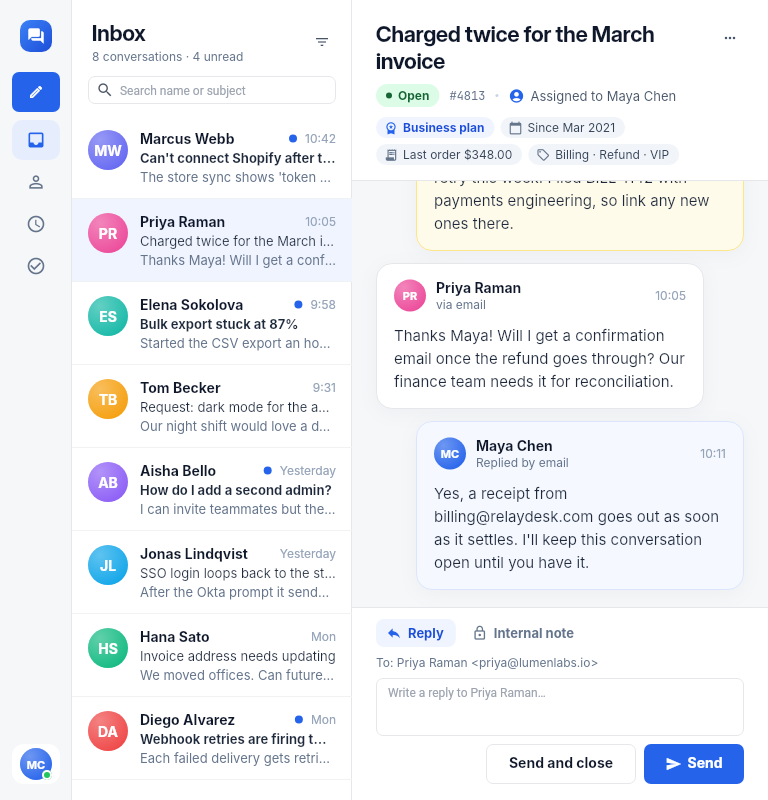 Inbox
8 conversations · 4 unread
Search name or subject
MW
Marcus Webb
10:42
Can't connect Shopify after t...
The store sync shows 'token ...
PR
Priya Raman
10:05
Charged twice for the March i...
Thanks Maya! Will I get a conf...
ES
Elena Sokolova
9:58
Bulk export stuck at 87%
Started the CSV export an ho...
TB
Tom Becker
9:31
Request: dark mode for the a...
Our night shift would love a d...
AB
Aisha Bello
Yesterday
How do I add a second admin?
I can invite teammates but the...
JL
Jonas Lindqvist
Yesterday
SSO login loops back to the st...
After the Okta prompt it send...
HS
Hana Sato
Mon
Invoice address needs updating
We moved offices. Can future...
DA
Diego Alvarez
Mon
Webhook retries are firing t...
Each failed delivery gets retri...
MC
Charged twice for the March
invoice
Open
#4813
Assigned to Maya Chen
Business plan
Since Mar 2021
Last order $348.00
Billing · Refund · VIP
payments engineering, so link any new
ones there.
PR
Priya Raman
via email
10:05
Thanks Maya! Will I get a confirmation
email once the refund goes through? Our
finance team needs it for reconciliation.
MC
Maya Chen
Replied by email
10:11
Yes, a receipt from
billing@relaydesk.com goes out as soon
as it settles. I'll keep this conversation
open until you have it.
Reply
Internal note
To: Priya Raman <priya@lumenlabs.io>
Write a reply to Priya Raman...
Send and close
Send